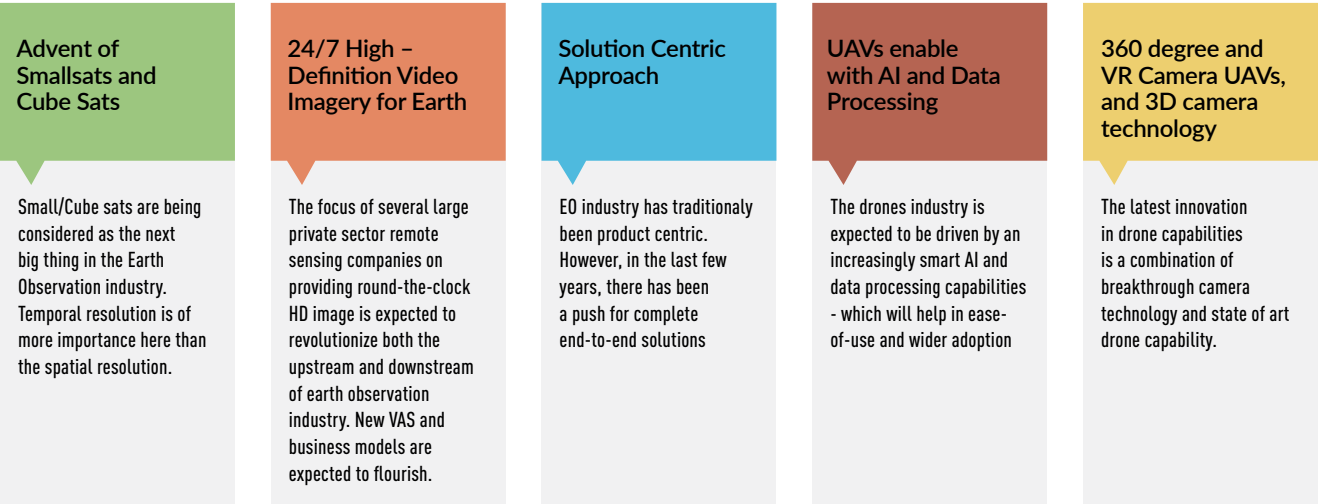 Advent of
Smallsats and
Cube Sats
Small/Cube sats are being
considered as the next
big thing in the Earth
Observation industry.
Temporal resolution is of
more importance here than
the spatial resolution.
24/7 High –
Definition Video
Imagery for Earth
The focus of several large
private sector remote
sensing companies on
providing round-the-clock
HD image is expected to
revolutionize both the
upstream and downstream
of earth observation
industry. New VAS and
business models are
expected to flourish.
Solution Centric
Approach
EO industry has traditionaly
been product centric.
However, in the last few
years, there has been
a push for complete
end-to-end solutions
UAVs enable
with AI and Data
Processing
The drones industry is
expected to be driven by an
increasingly smart AI and
data processing capabilities
- which will help in ease-
of-use and wider adoption
360 degree and
VR Camera UAVs,
and 3D camera
technology
The latest innovation
in drone capabilities
is a combination of
breakthrough camera
technology and state of art
drone capability.